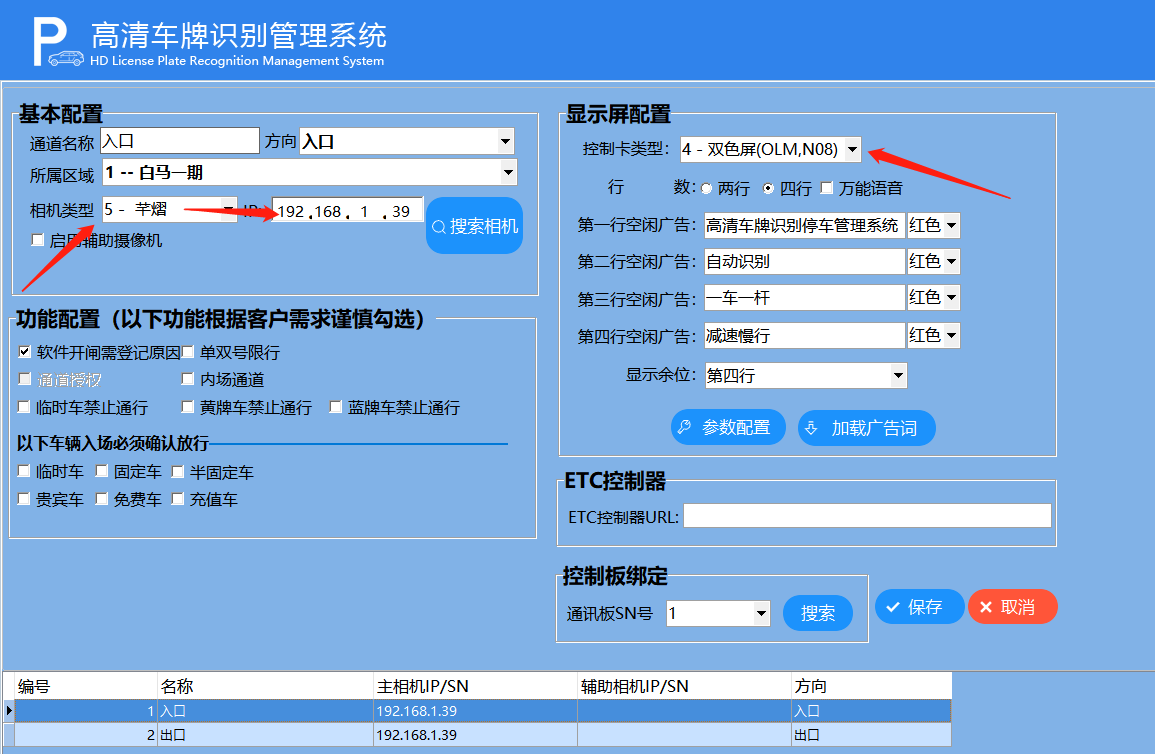 高清车牌识别管理系统
HD License Plate Recognition Management System
基本配置
通道名称 入口 方向 入口
所属区域 1 -- 白马一期
相机类型 5 - 芊熠 IP: 192 .168 . 1 . 39 搜索相机
启用辅助摄像机
功能配置（以下功能根据客户需求谨慎勾选）
软件开闸需登记原因 单双号限行
通道授权 内场通道
临时车禁止通行 黄牌车禁止通行 蓝牌车禁止通行
以下车辆入场必须确认放行
临时车 固定车 半固定车
贵宾车 免费车 充值车
显示屏配置
控制卡类型: 4 - 双色屏(OLM,N08)
行 数: 两行 四行 万能语音
第一行空闲广告: 高清车牌识别停车管理系统 红色
第二行空闲广告: 自动识别 红色
第三行空闲广告: 一车一杆 红色
第四行空闲广告: 减速慢行 红色
显示余位: 第四行
参数配置 加载广告词
ETC控制器
ETC控制器URL:
控制板绑定
通讯板SN号 1 搜索 保存 取消
编号 名称 主相机IP/SN 辅助相机IP/SN 方向
1 入口 192.168.1.39 入口
2 出口 192.168.1.39 出口